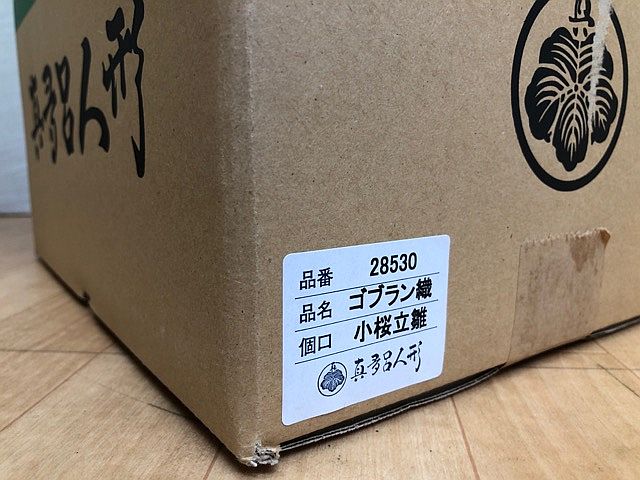 真多呂人形
真
品番 28530
品名 ゴブラン織
個口 小桜立雛
真多呂人形